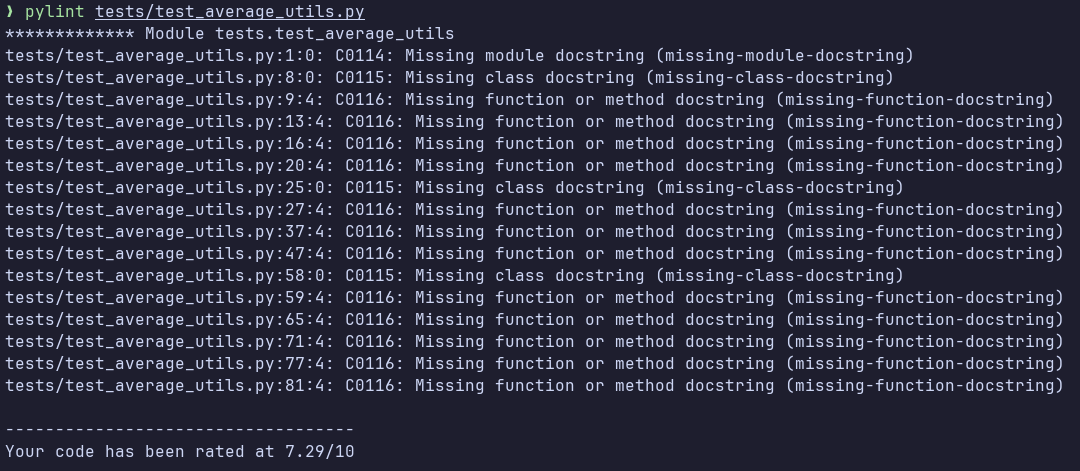 ❯ pylint tests/test_average_utils.py
************* Module tests.test_average_utils
tests/test_average_utils.py:1:0: C0114: Missing module docstring (missing-module-docstring)
tests/test_average_utils.py:8:0: C0115: Missing class docstring (missing-class-docstring)
tests/test_average_utils.py:9:4: C0116: Missing function or method docstring (missing-function-docstring)
tests/test_average_utils.py:13:4: C0116: Missing function or method docstring (missing-function-docstring)
tests/test_average_utils.py:16:4: C0116: Missing function or method docstring (missing-function-docstring)
tests/test_average_utils.py:20:4: C0116: Missing function or method docstring (missing-function-docstring)
tests/test_average_utils.py:25:0: C0115: Missing class docstring (missing-class-docstring)
tests/test_average_utils.py:27:4: C0116: Missing function or method docstring (missing-function-docstring)
tests/test_average_utils.py:37:4: C0116: Missing function or method docstring (missing-function-docstring)
tests/test_average_utils.py:47:4: C0116: Missing function or method docstring (missing-function-docstring)
tests/test_average_utils.py:58:0: C0115: Missing class docstring (missing-class-docstring)
tests/test_average_utils.py:59:4: C0116: Missing function or method docstring (missing-function-docstring)
tests/test_average_utils.py:65:4: C0116: Missing function or method docstring (missing-function-docstring)
tests/test_average_utils.py:71:4: C0116: Missing function or method docstring (missing-function-docstring)
tests/test_average_utils.py:77:4: C0116: Missing function or method docstring (missing-function-docstring)
tests/test_average_utils.py:81:4: C0116: Missing function or method docstring (missing-function-docstring)
-----------------------------------
Your code has been rated at 7.29/10